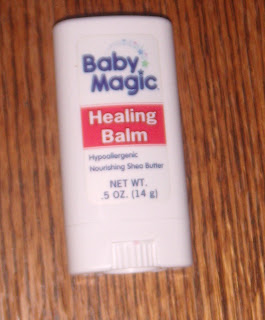 Baby
Magic
Healing
Balm
Hypoallergenic
Nourishing Shea Butter
NET WT.
.5 OZ. (14 g)